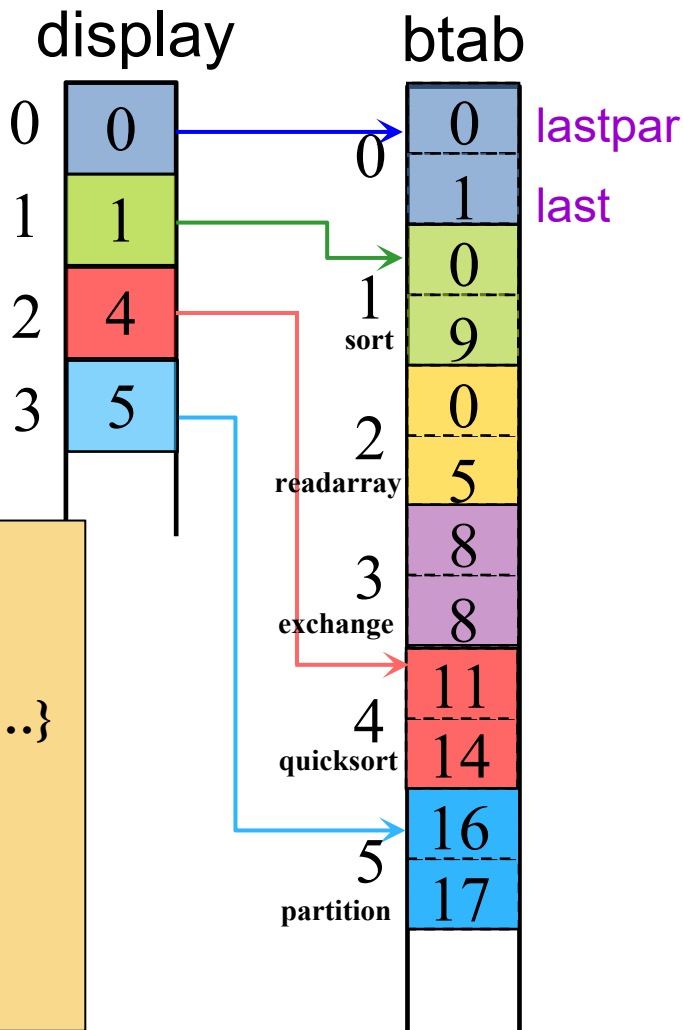 display btab
0 0 0 lastpar
0
1 1 1 last
0
2 4 1
sort 9
3 5 0
2
readarray 5
8
3
exchange 8
11
..}
4
quicksort 14
16
5
partition 17